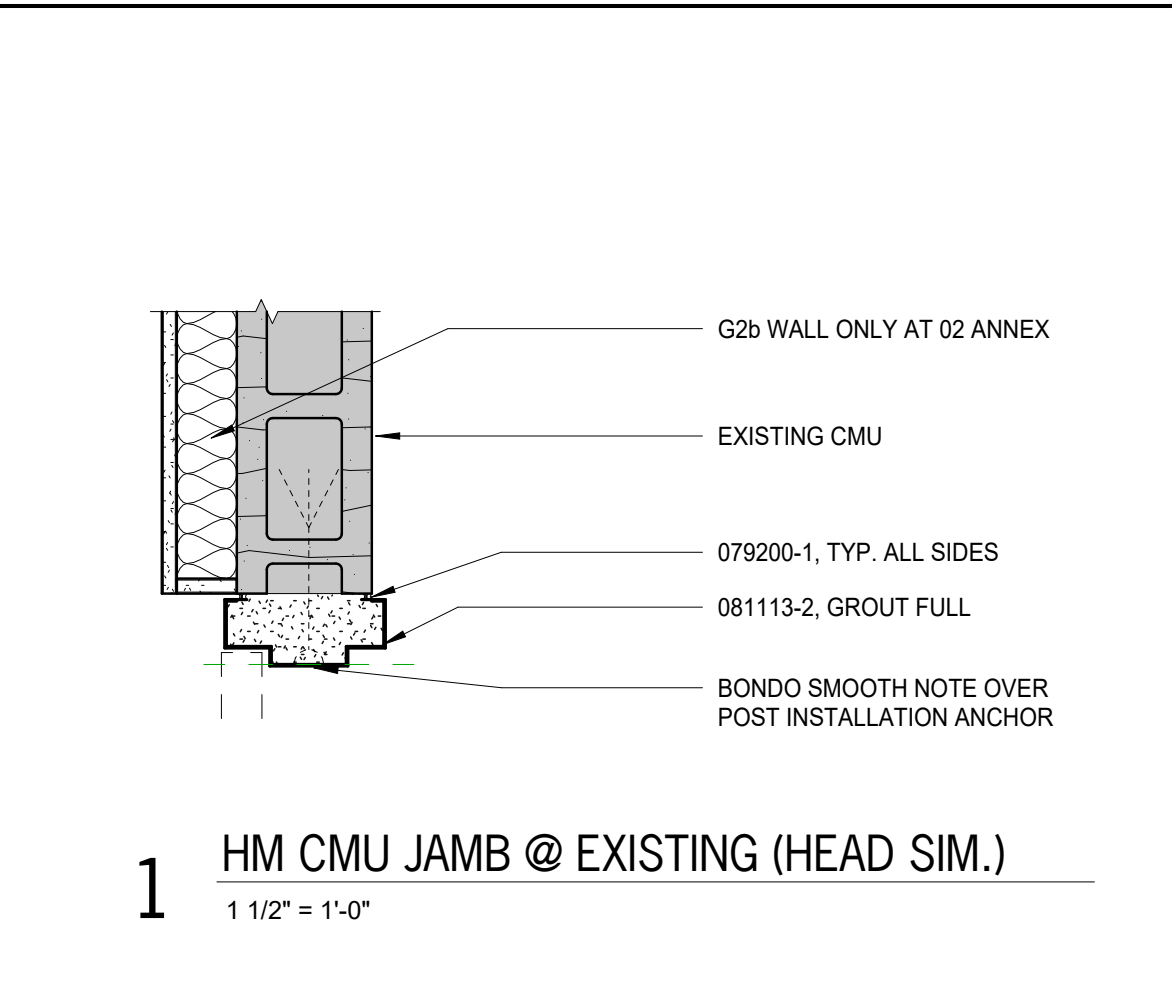 G2b WALL ONLY AT 02 ANNEX
EXISTING CMU
079200-1, TYP. ALL SIDES
081113-2, GROUT FULL
BONDO SMOOTH NOTE OVER
POST INSTALLATION ANCHOR
1
HM CMU JAMB @ EXISTING (HEAD SIM.)
1 1/2" = 1'-0"